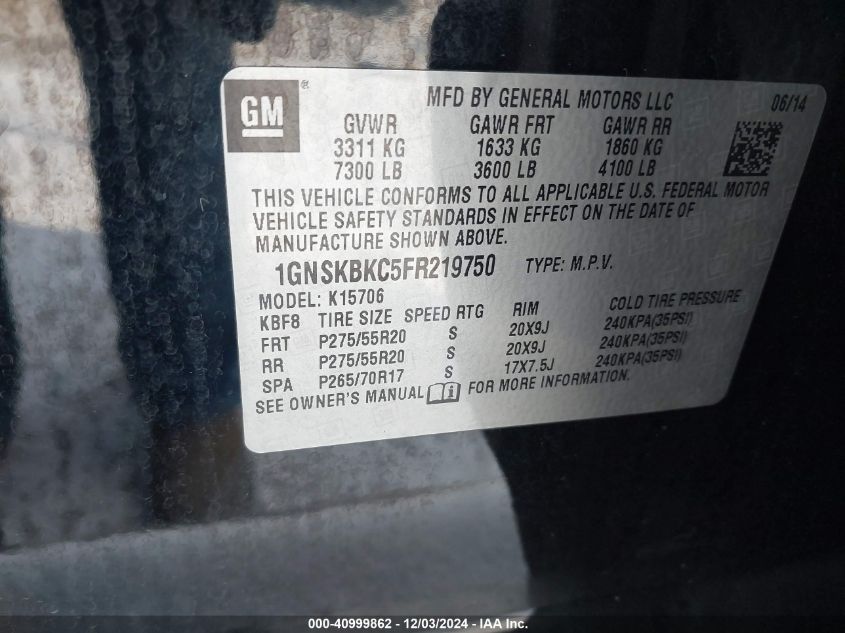 GM ®
MFD BY GENERAL MOTORS LLC 06/14
GVWR GAWR FRT GAWR RR
3311 KG 1633 KG 1860 KG
7300 LB 3600 LB 4100 LB
THIS VEHICLE CONFORMS TO ALL APPLICABLE U.S. FEDERAL MOTOR
VEHICLE SAFETY STANDARDS IN EFFECT ON THE DATE OF
MANUFACTURE SHOWN ABOVE.
1GNSKBKC5FR219750 TYPE: M.P.V.
MODEL: K15706
KBF8 TIRE SIZE SPEED RTG RIM COLD TIRE PRESSURE
FRT P275/55R20 S 20X9J 240KPA(35PSI)
RR P275/55R20 S 20X9J 240KPA(35PSI)
SPA P265/70R17 S 17X7.5J 240KPA(35PSI)
SEE OWNER'S MANUAL FOR MORE INFORMATION.
000-40999862 - 12/03/2024 - IAA Inc.